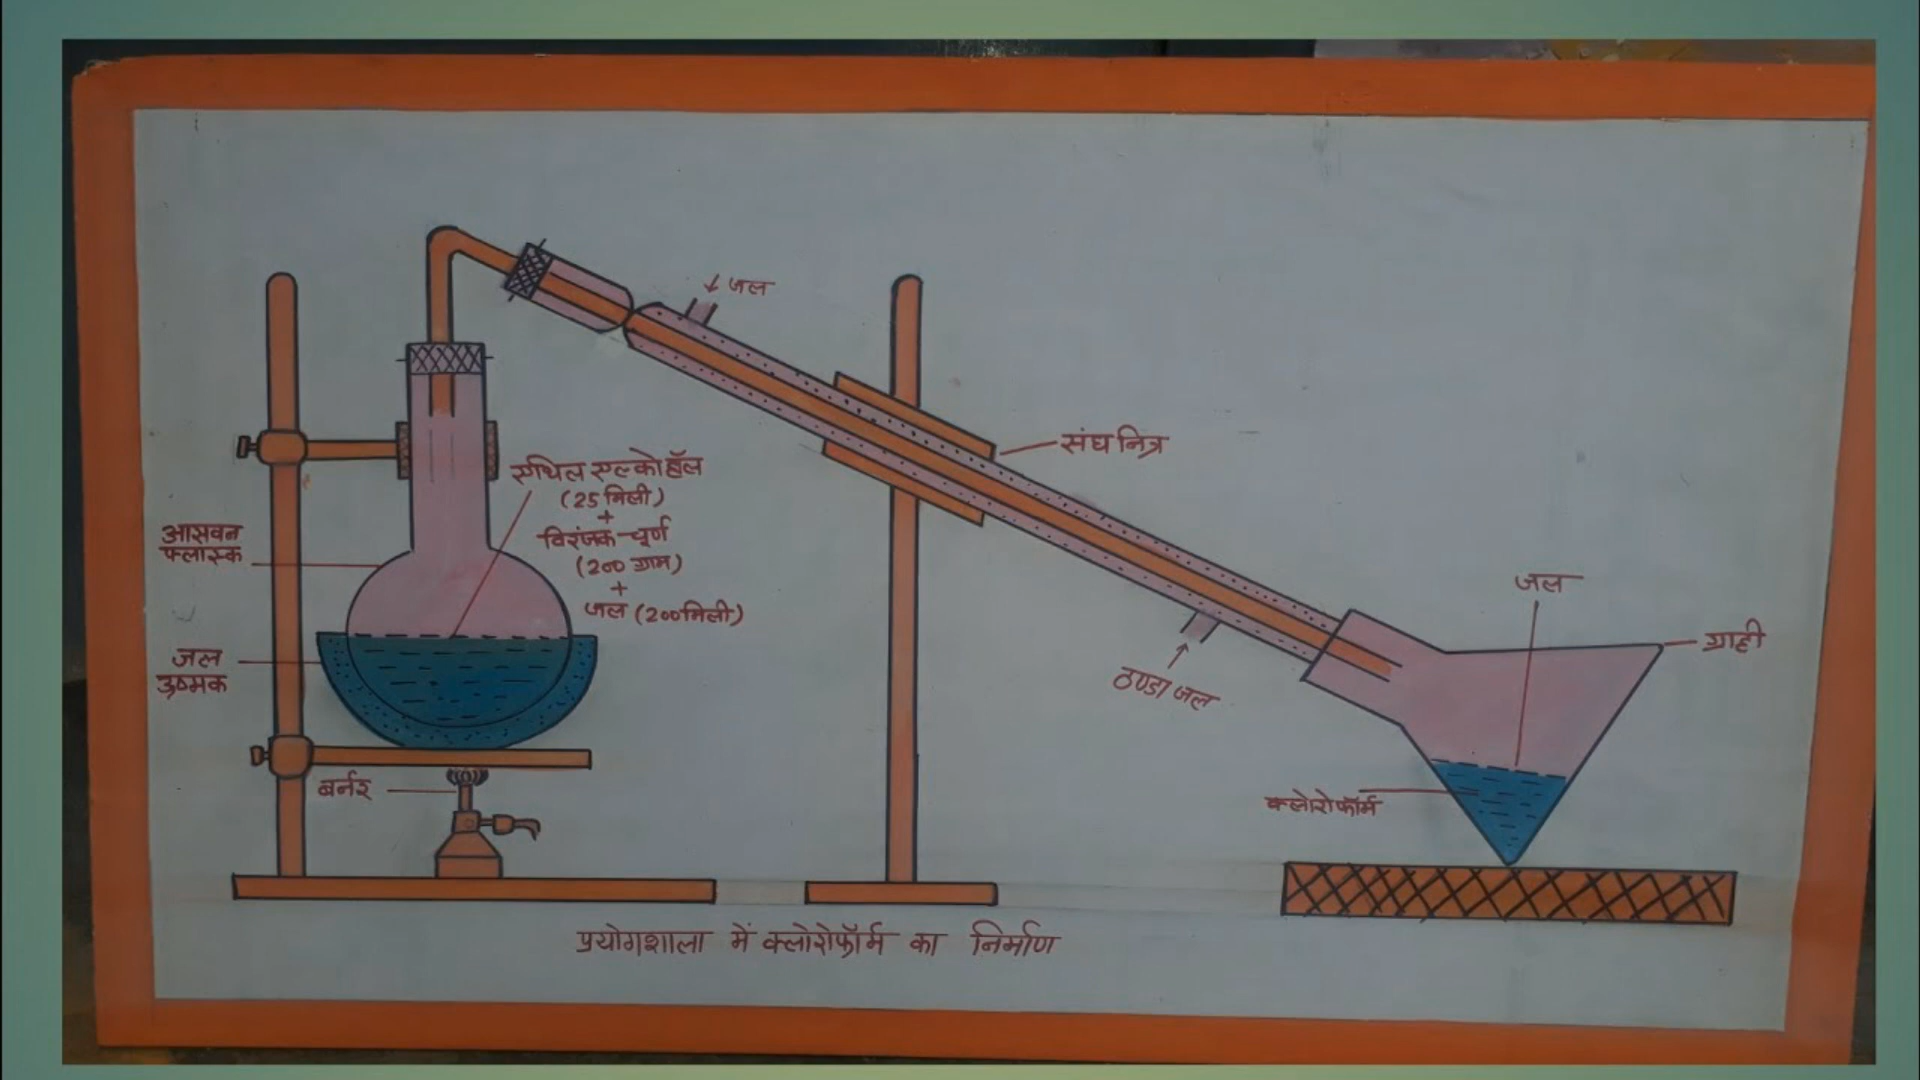 ↓ जल
संघनित्र
एथिल एल्कोहॉल
(25 मिली)
+
विरंजक-चूर्ण
(200 ग्राम)
+
जल (200 मिली)
आसवन
फ्लास्क
जल
ऊष्मक
बर्नर
ठण्डा जल
जल
ग्राही
क्लोरोफॉर्म
प्रयोगशाला में क्लोरोफॉर्म का निर्माण